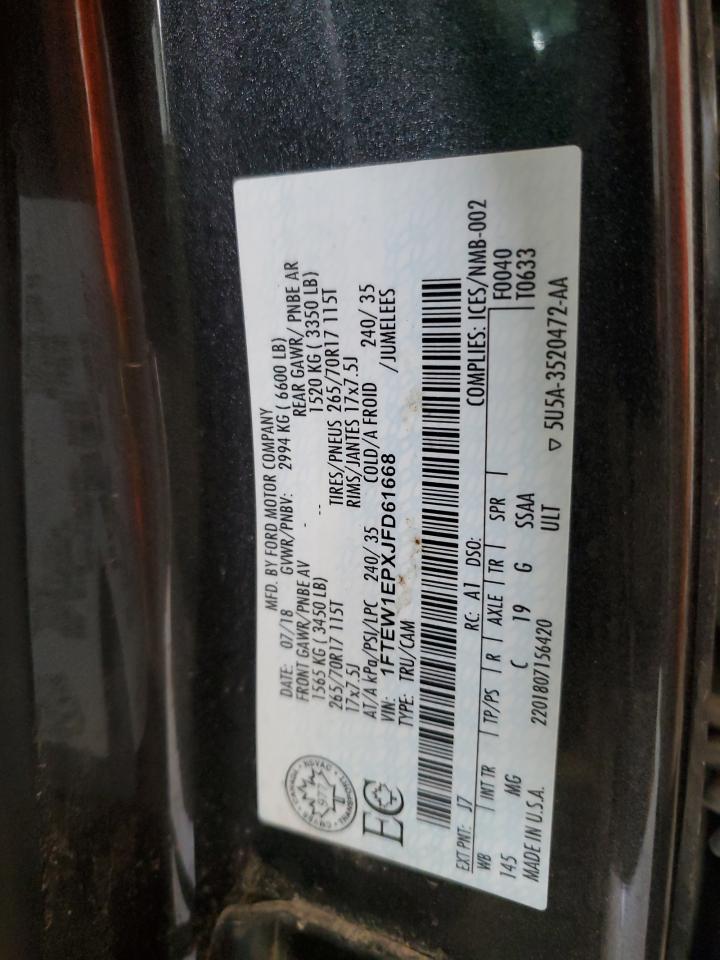 MFD. BY FORD MOTOR COMPANY
DATE: 07/18 GVWR/PNBV: 2994 KG ( 6600 LB)
FRONT GAWR/PNBE AV - REAR GAWR/ PNBE AR
1565 KG ( 3450 LB) -- 1520 KG ( 3350 LB)
265/70R17 115T TIRES/PNEUS 265/70R17 115T
17x7.5J RIMS/JANTES 17x7.5J
AT/A kPa/PSI/LPC 240/ 35 COLD/A FROID 240/ 35
VIN: 1FTEW1EPXJFD61668 /JUMELEES
TYPE: TRU/CAM
EC
EXT PNT: J7 RC: A1 DSO: COMPLIES: ICES/NMB-002
WB INT TR TP/PS R AXLE TR SPR F0040
145 MG C 19 G SSAA T0633
MADE IN U.S.A. 2201807156420 ULT ▽ 5U5A-3520472-AA